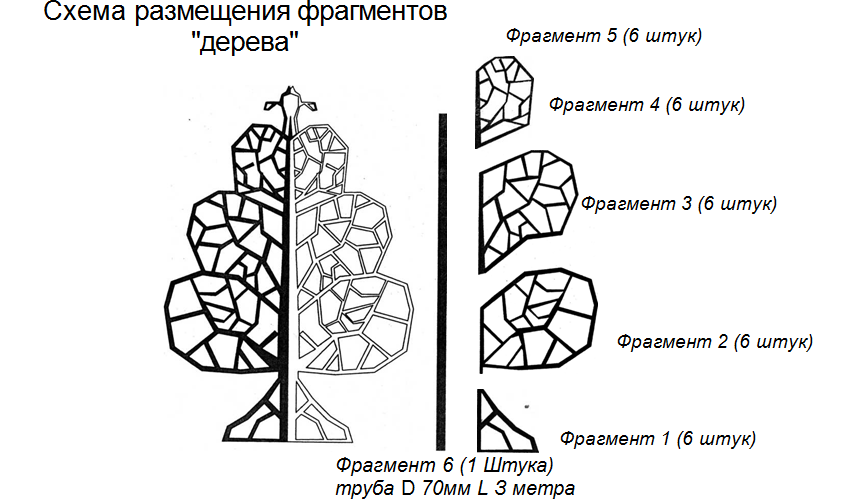 Схема размещения фрагментов
"дерева"
Фрагмент 5 (6 штук)
Фрагмент 4 (6 штук)
Фрагмент 3 (6 штук)
Фрагмент 2 (6 штук)
Фрагмент 1 (6 штук)
Фрагмент 6 (1 Штука)
труба D 70мм L 3 метра